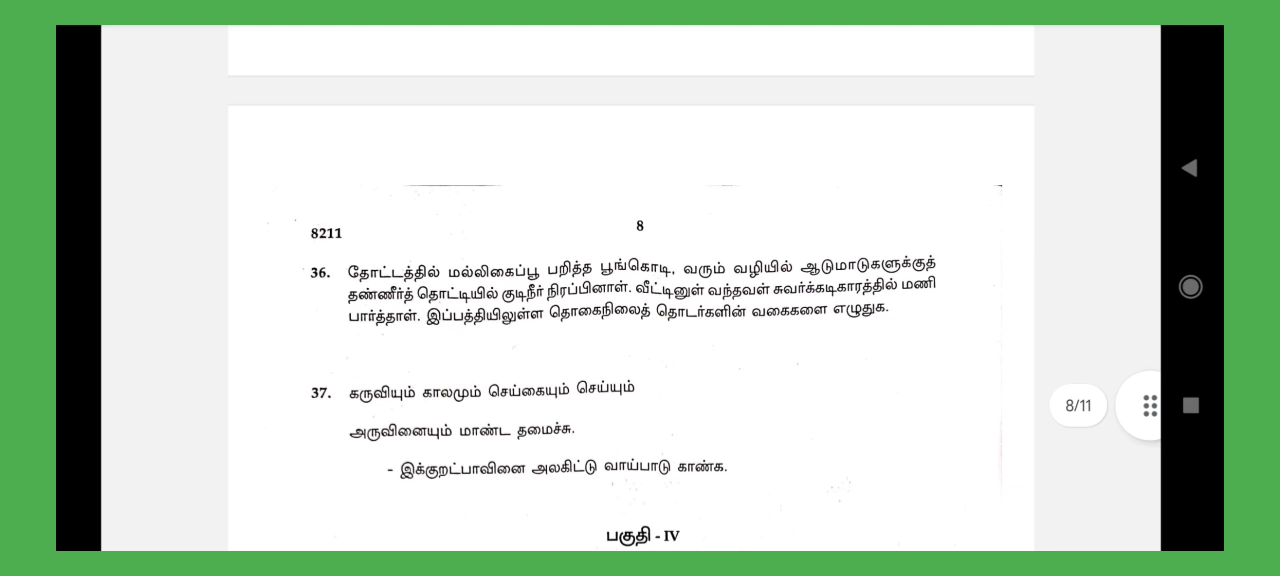 8211
8
36. தோட்டத்தில் மல்லிகைப்பூ பறித்த பூங்கொடி, வரும் வழியில் ஆடுமாடுகளுக்குத்
தண்ணீர்த் தொட்டியில் குடிநீர் நிரப்பினாள். வீட்டினுள் வந்தவள் சுவர்க்கடிகாரத்தில் மணி
பார்த்தாள். இப்பத்தியிலுள்ள தொகைநிலைத் தொடர்களின் வகைகளை எழுதுக.
37. கருவியும் காலமும் செய்கையும் செய்யும்
அருவினையும் மாண்ட தமைச்சு.
- இக்குறட்பாவினை அலகிட்டு வாய்பாடு காண்க.
8/11
பகுதி - IV